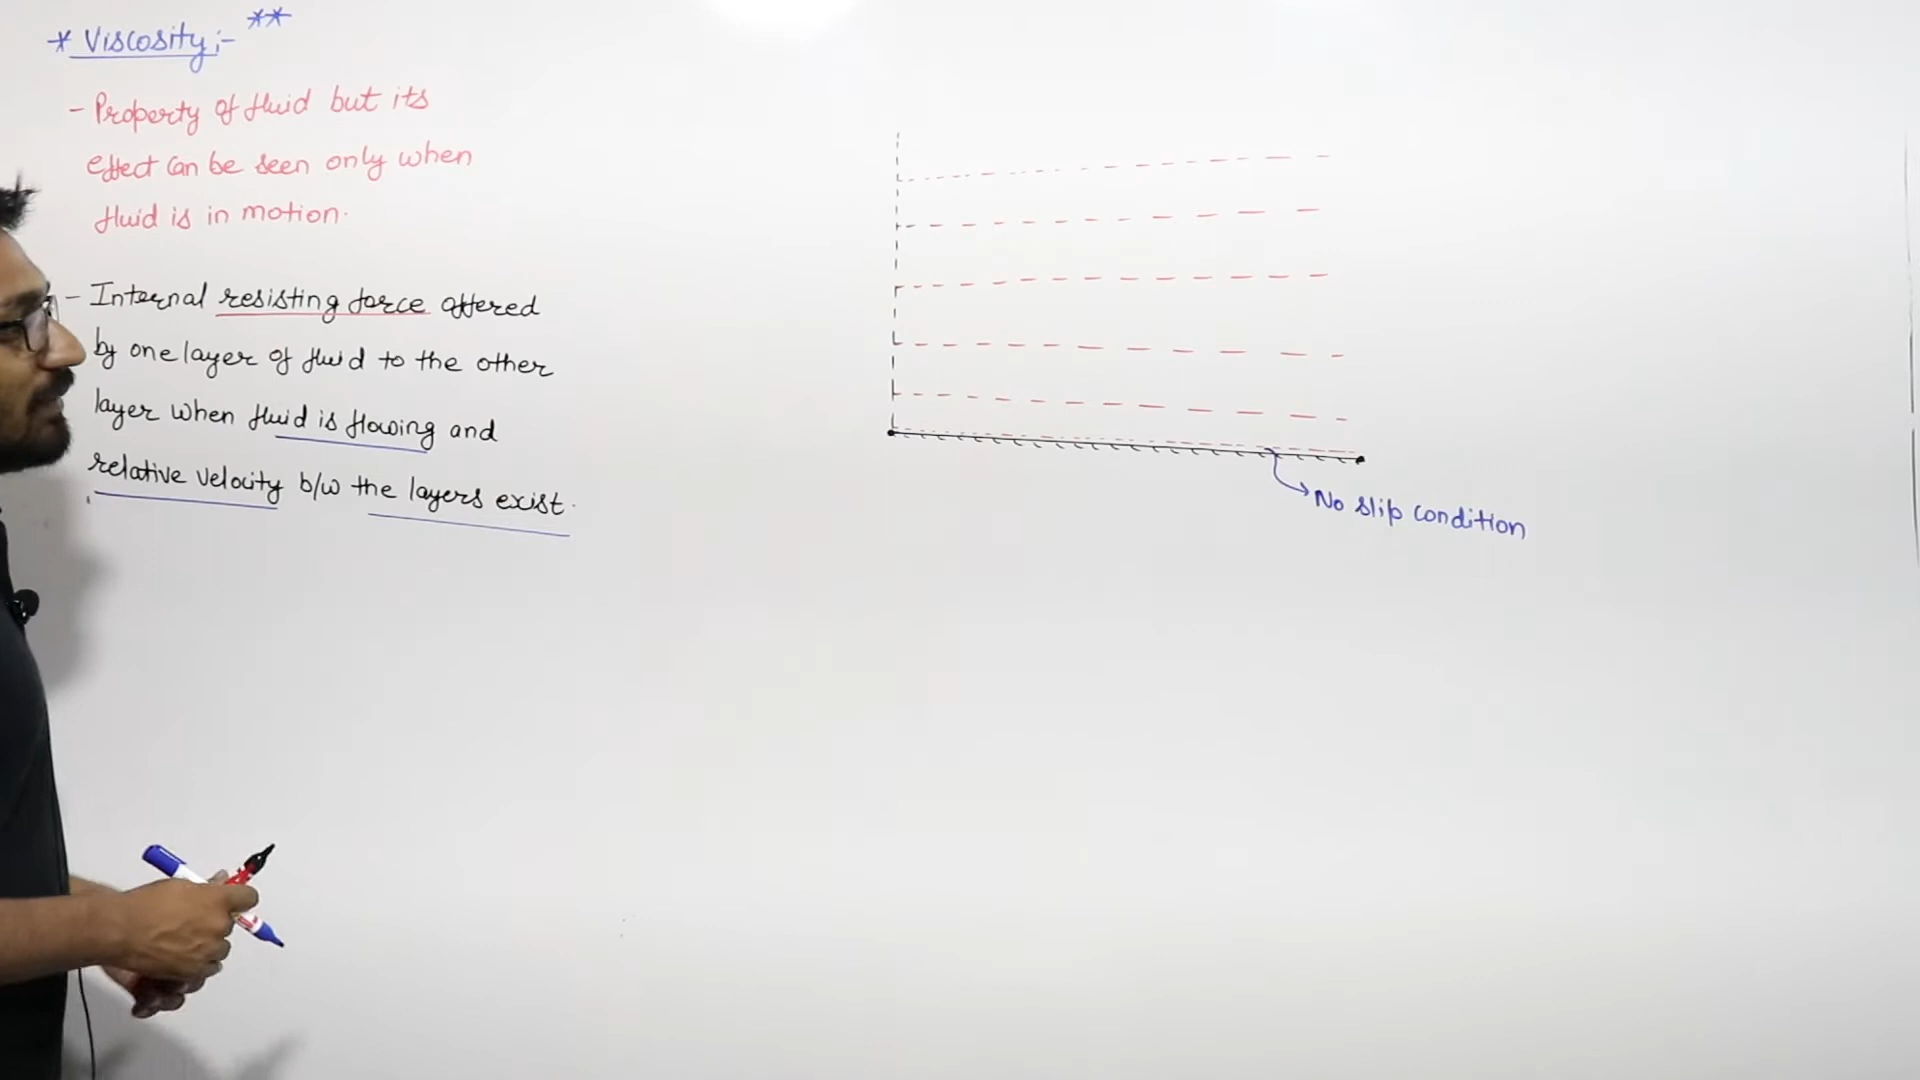 * Viscosity:- **
- Property of fluid but its
effect can be seen only when
fluid is in motion.
- Internal resisting force offered
by one layer of fluid to the other
layer when fluid is flowing and
relative velocity b/w the layers exist.
No slip condition